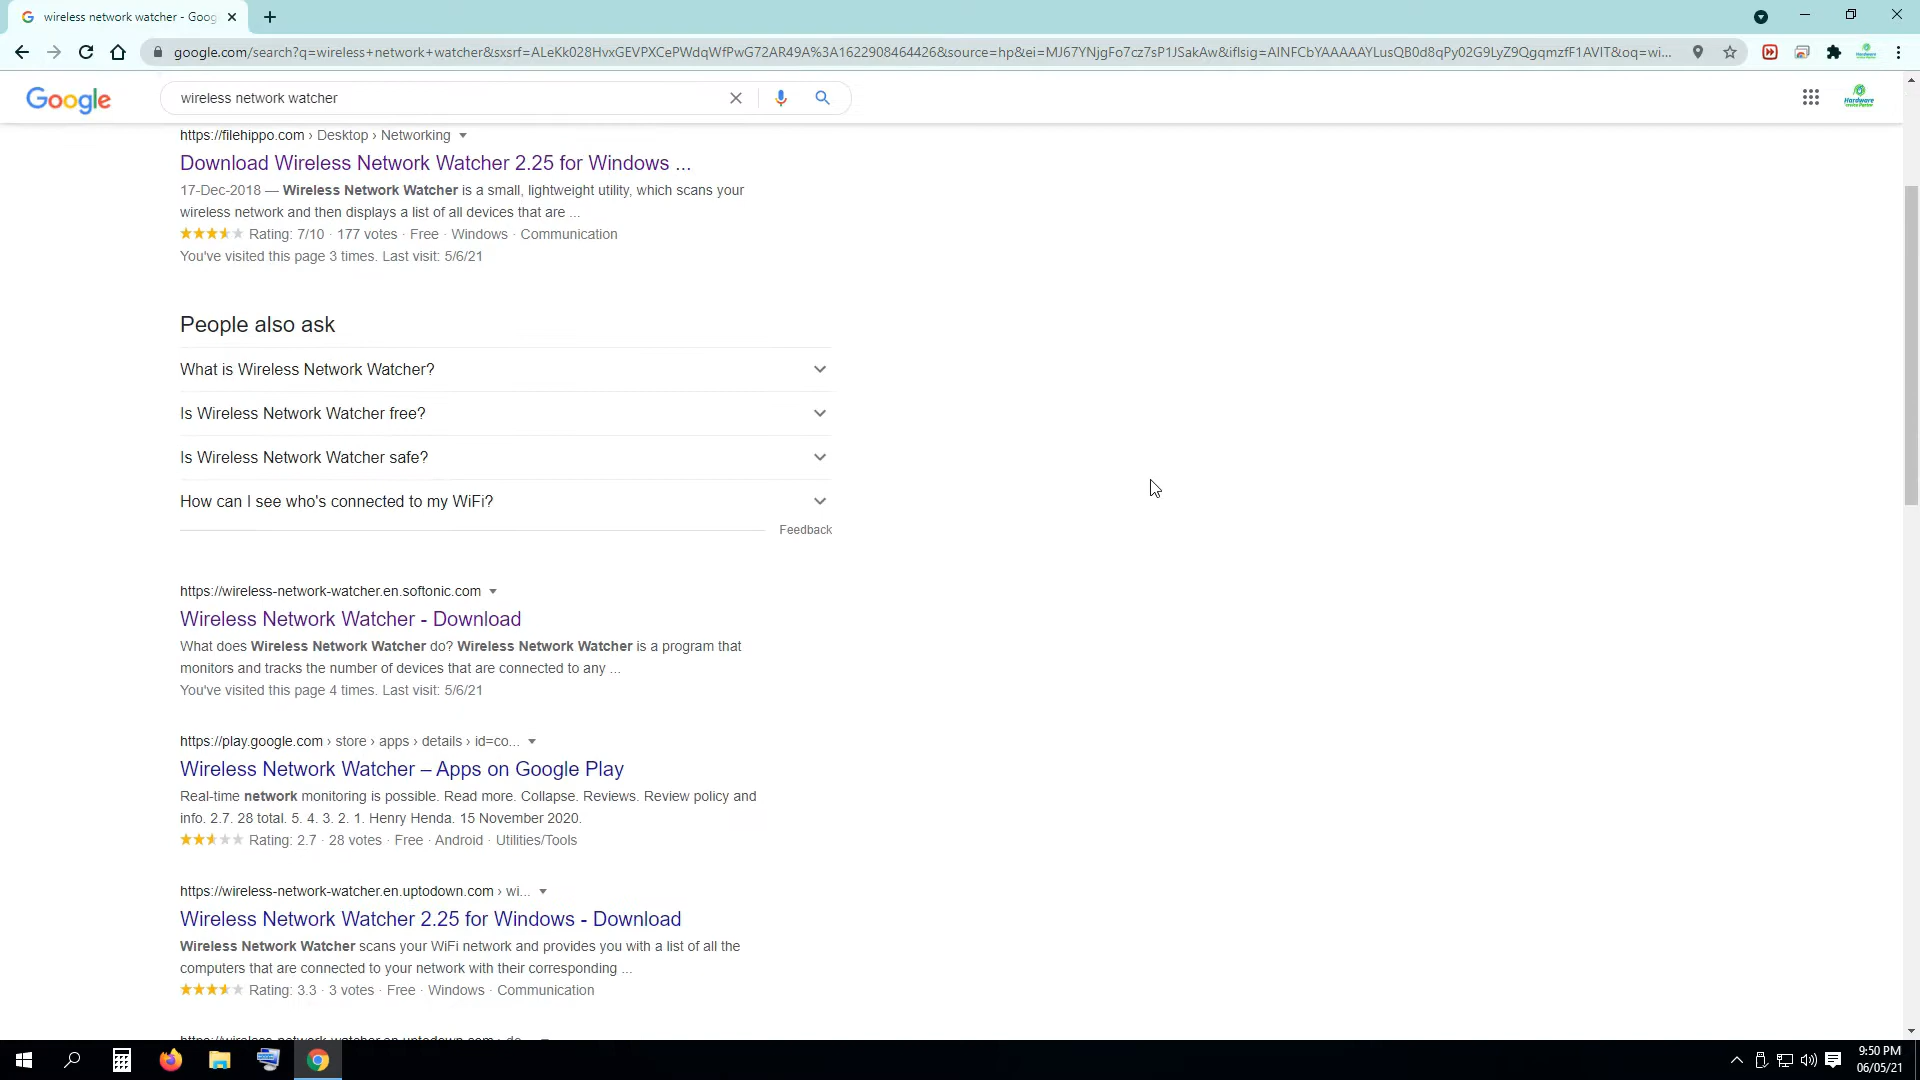 wireless network watcher - Goog
google.com/search?q=wireless+network+watcher&sxsrf=ALeKk028HvxGEVPXCePWdqWfPwG72AR49A%3A1622908464426&source=hp&ei=MJ67YNjgFo7cz7sP1JSakAw&iflsig=AINFCbYAAAAAYLusQB0d8qPy02G9LyZ9QgqmzfF1AVIT&oq=wi...
Google
wireless network watcher
Hardware
https://filehippo.com › Desktop › Networking
Download Wireless Network Watcher 2.25 for Windows ...
17-Dec-2018 — Wireless Network Watcher is a small, lightweight utility, which scans your
wireless network and then displays a list of all devices that are ...
Rating: 7/10 · 177 votes · Free · Windows · Communication
You've visited this page 3 times. Last visit: 5/6/21
People also ask
What is Wireless Network Watcher?
Is Wireless Network Watcher free?
Is Wireless Network Watcher safe?
How can I see who's connected to my WiFi?
Feedback
https://wireless-network-watcher.en.softonic.com
Wireless Network Watcher - Download
What does Wireless Network Watcher do? Wireless Network Watcher is a program that
monitors and tracks the number of devices that are connected to any ...
You've visited this page 4 times. Last visit: 5/6/21
https://play.google.com › store › apps › details › id=co...
Wireless Network Watcher – Apps on Google Play
Real-time network monitoring is possible. Read more. Collapse. Reviews. Review policy and
info. 2.7. 28 total. 5. 4. 3. 2. 1. Henry Henda. 15 November 2020.
Rating: 2.7 · 28 votes · Free · Android · Utilities/Tools
https://wireless-network-watcher.en.uptodown.com › wi...
Wireless Network Watcher 2.25 for Windows - Download
Wireless Network Watcher scans your WiFi network and provides you with a list of all the
computers that are connected to your network with their corresponding ...
Rating: 3.3 · 3 votes · Free · Windows · Communication
9:50 PM
06/05/21